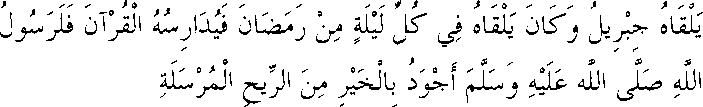 يَلْقَاهُ جِبْرِيلُ وَكَانَ يَلْقَاهُ فِي كُلِّ لَيْلَةٍ مِنْ رَمَضَانَ فَيُدَارِسُهُ الْقُرْآنَ فَلَرَسُولُ
اللَّهِ صَلَّى اللَّه عَلَيْهِ وَسَلَّمَ أَجْوَدُ بِالْخَيْرِ مِنَ الرِّيحِ الْمُرْسَلَةِ